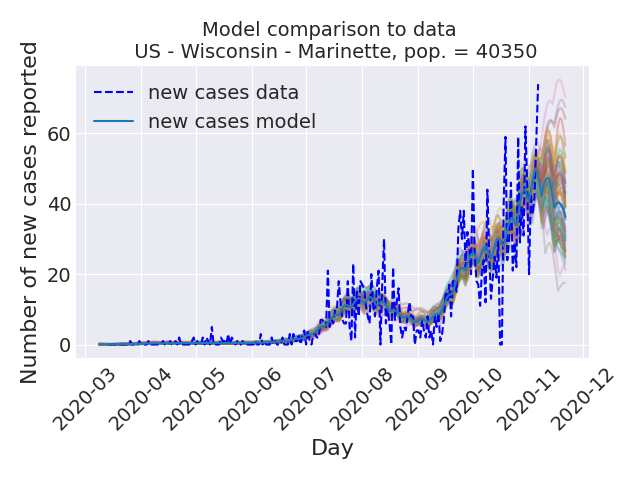 Model comparison to data
US - Wisconsin - Marinette, pop. = 40350
Number of new cases reported
60
40
20
0
new cases data
new cases model
2020-03
2020-04
2020-05
2020-06
2020-07
2020-08
2020-09
2020-10
2020-11
2020-12
Day